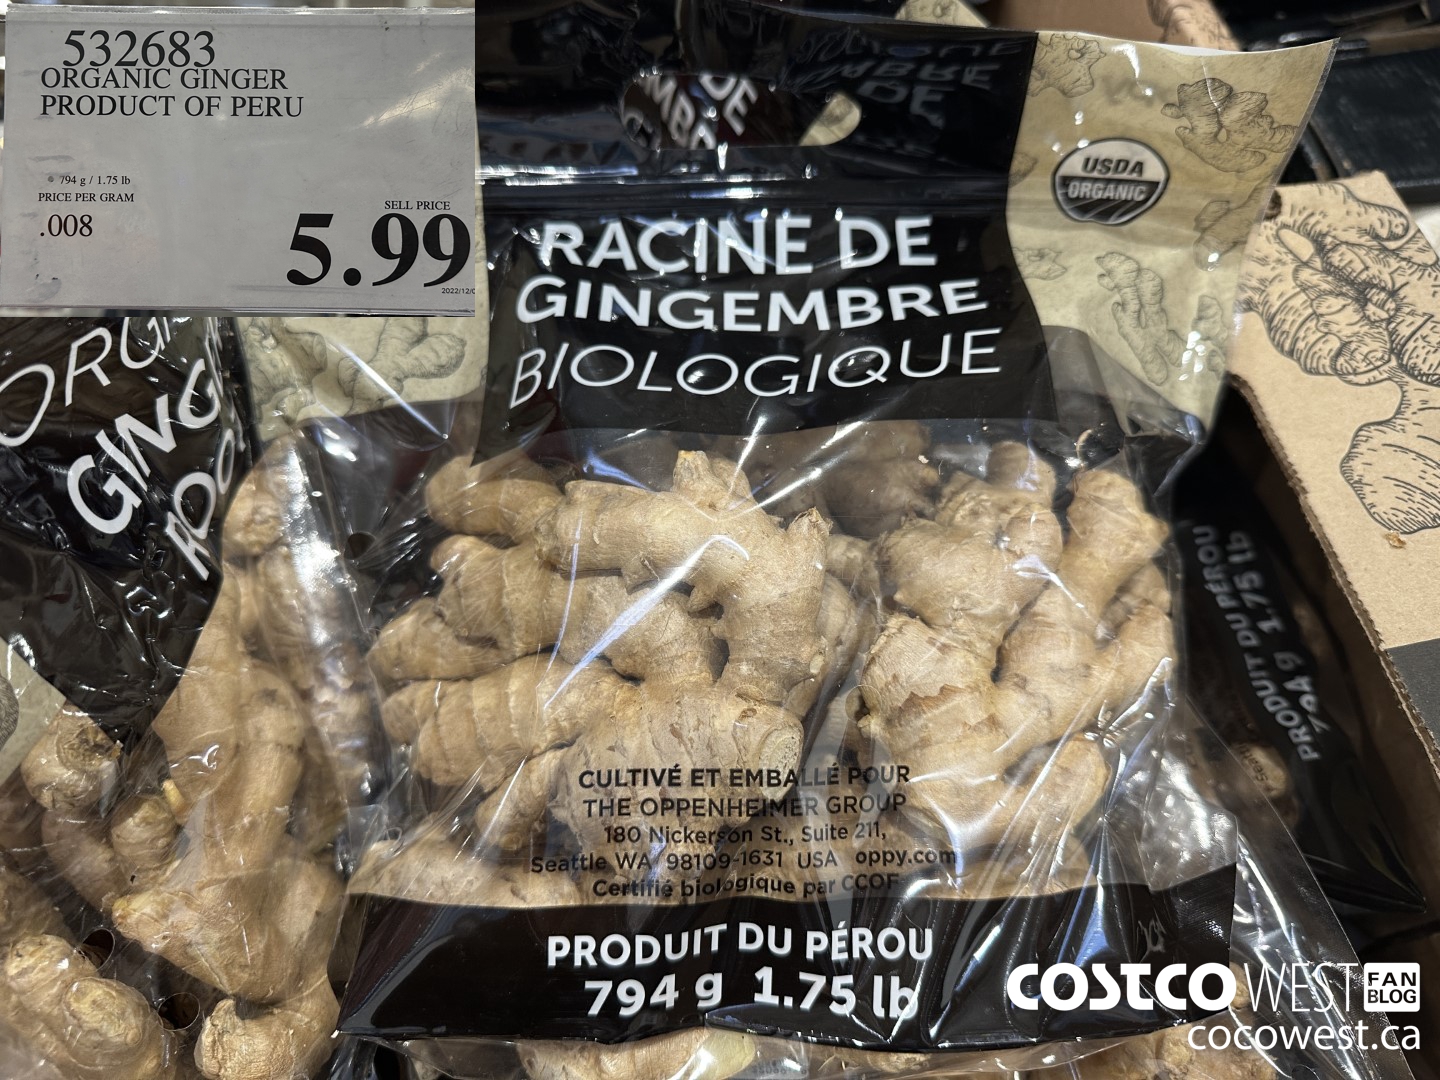 532683
ORGANIC GINGER
PRODUCT OF PERU
794 g / 1.75 lb
PRICE PER GRAM
.008
SELL PRICE
5.99
USDA
ORGANIC
RACINE DE
GINGEMBRE
BIOLOGIQUE
CULTIVÉ ET EMBALLÉ POUR
THE OPPENHEIMER GROUP
180 Nickerson St., Suite 211,
Seattle WA 98109-1631 USA oppy.com
Certifié biologique par CCOF
PRODUIT DU PÉROU
794 g 1.75 lb
PRODUIT DU PÉROU
794 g 1.75 lb
COSTCO WEST FAN BLOG
cocowest.ca